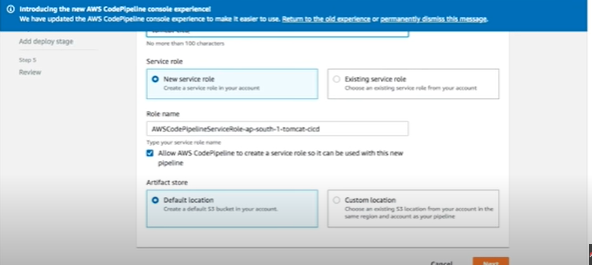 Introducing the new AWS CodePipeline console experience!
We have updated the AWS CodePipeline console experience to make it easier to use. Return to the old experience or permanently dismiss this message.
Add deploy stage
Step 5
Review
No more than 100 characters
Service role
New service role
Create a service role in your account
Existing service role
Choose an existing service role from your account
Role name
AWSCodePipelineServiceRole-ap-south-1-tomcat-cicd
Type your service role name
Allow AWS CodePipeline to create a service role so it can be used with this new
pipeline
Artifact store
Default location
Create a default S3 bucket in your account.
Custom location
Choose an existing S3 location from your account in the
same region and account as your pipeline
Cancel
Next